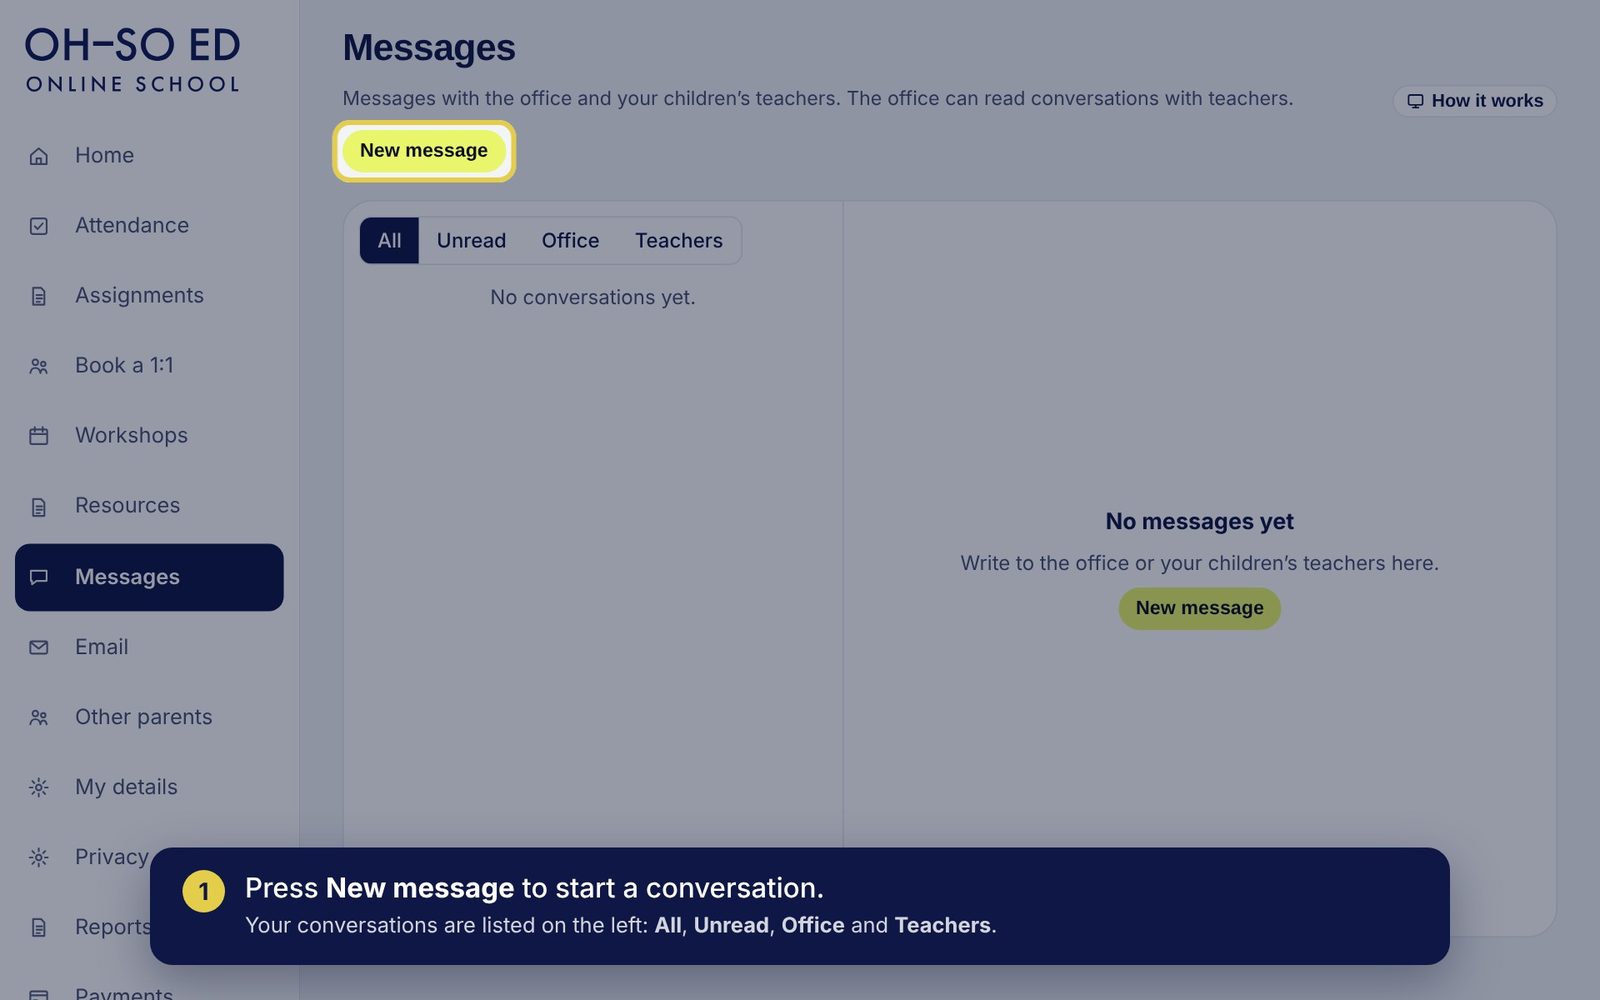 OH–SO ED
ONLINE SCHOOL
Home
Attendance
Assignments
Book a 1:1
Workshops
Resources
Messages
Email
Other parents
My details
Privacy
Reports
Payments
Messages
Messages with the office and your children’s teachers. The office can read conversations with teachers.
How it works
New message
All Unread Office Teachers
No conversations yet.
No messages yet
Write to the office or your children’s teachers here.
New message
1
Press New message to start a conversation.
Your conversations are listed on the left: All, Unread, Office and Teachers.